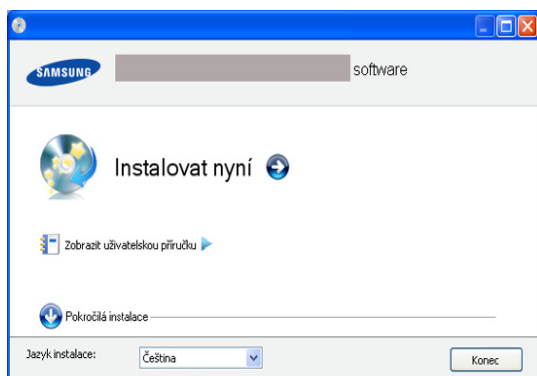 SAMSUNG
software
Instalovat nyní
Zobrazit uživatelskou příručku
Pokročilá instalace
Jazyk instalace:
Čeština
Konec